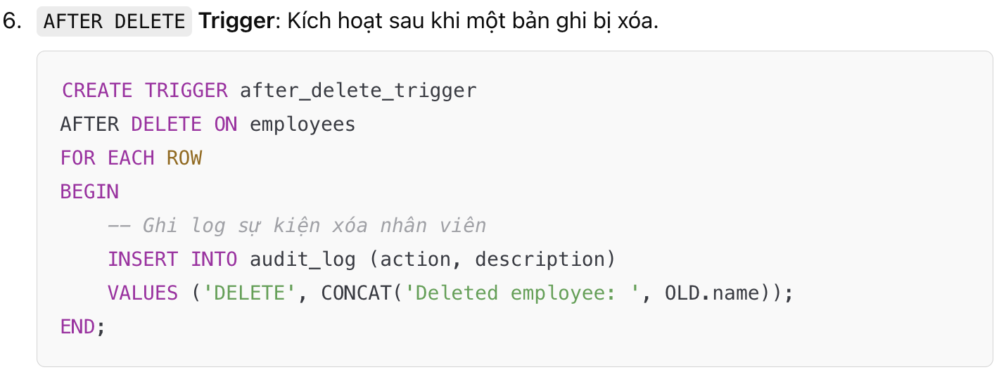 6. AFTER DELETE Trigger: Kích hoạt sau khi một bản ghi bị xóa.
CREATE TRIGGER after_delete_trigger
AFTER DELETE ON employees
FOR EACH ROW
BEGIN
    -- Ghi log sự kiện xóa nhân viên
    INSERT INTO audit_log (action, description)
    VALUES ('DELETE', CONCAT('Deleted employee: ', OLD.name));
END;